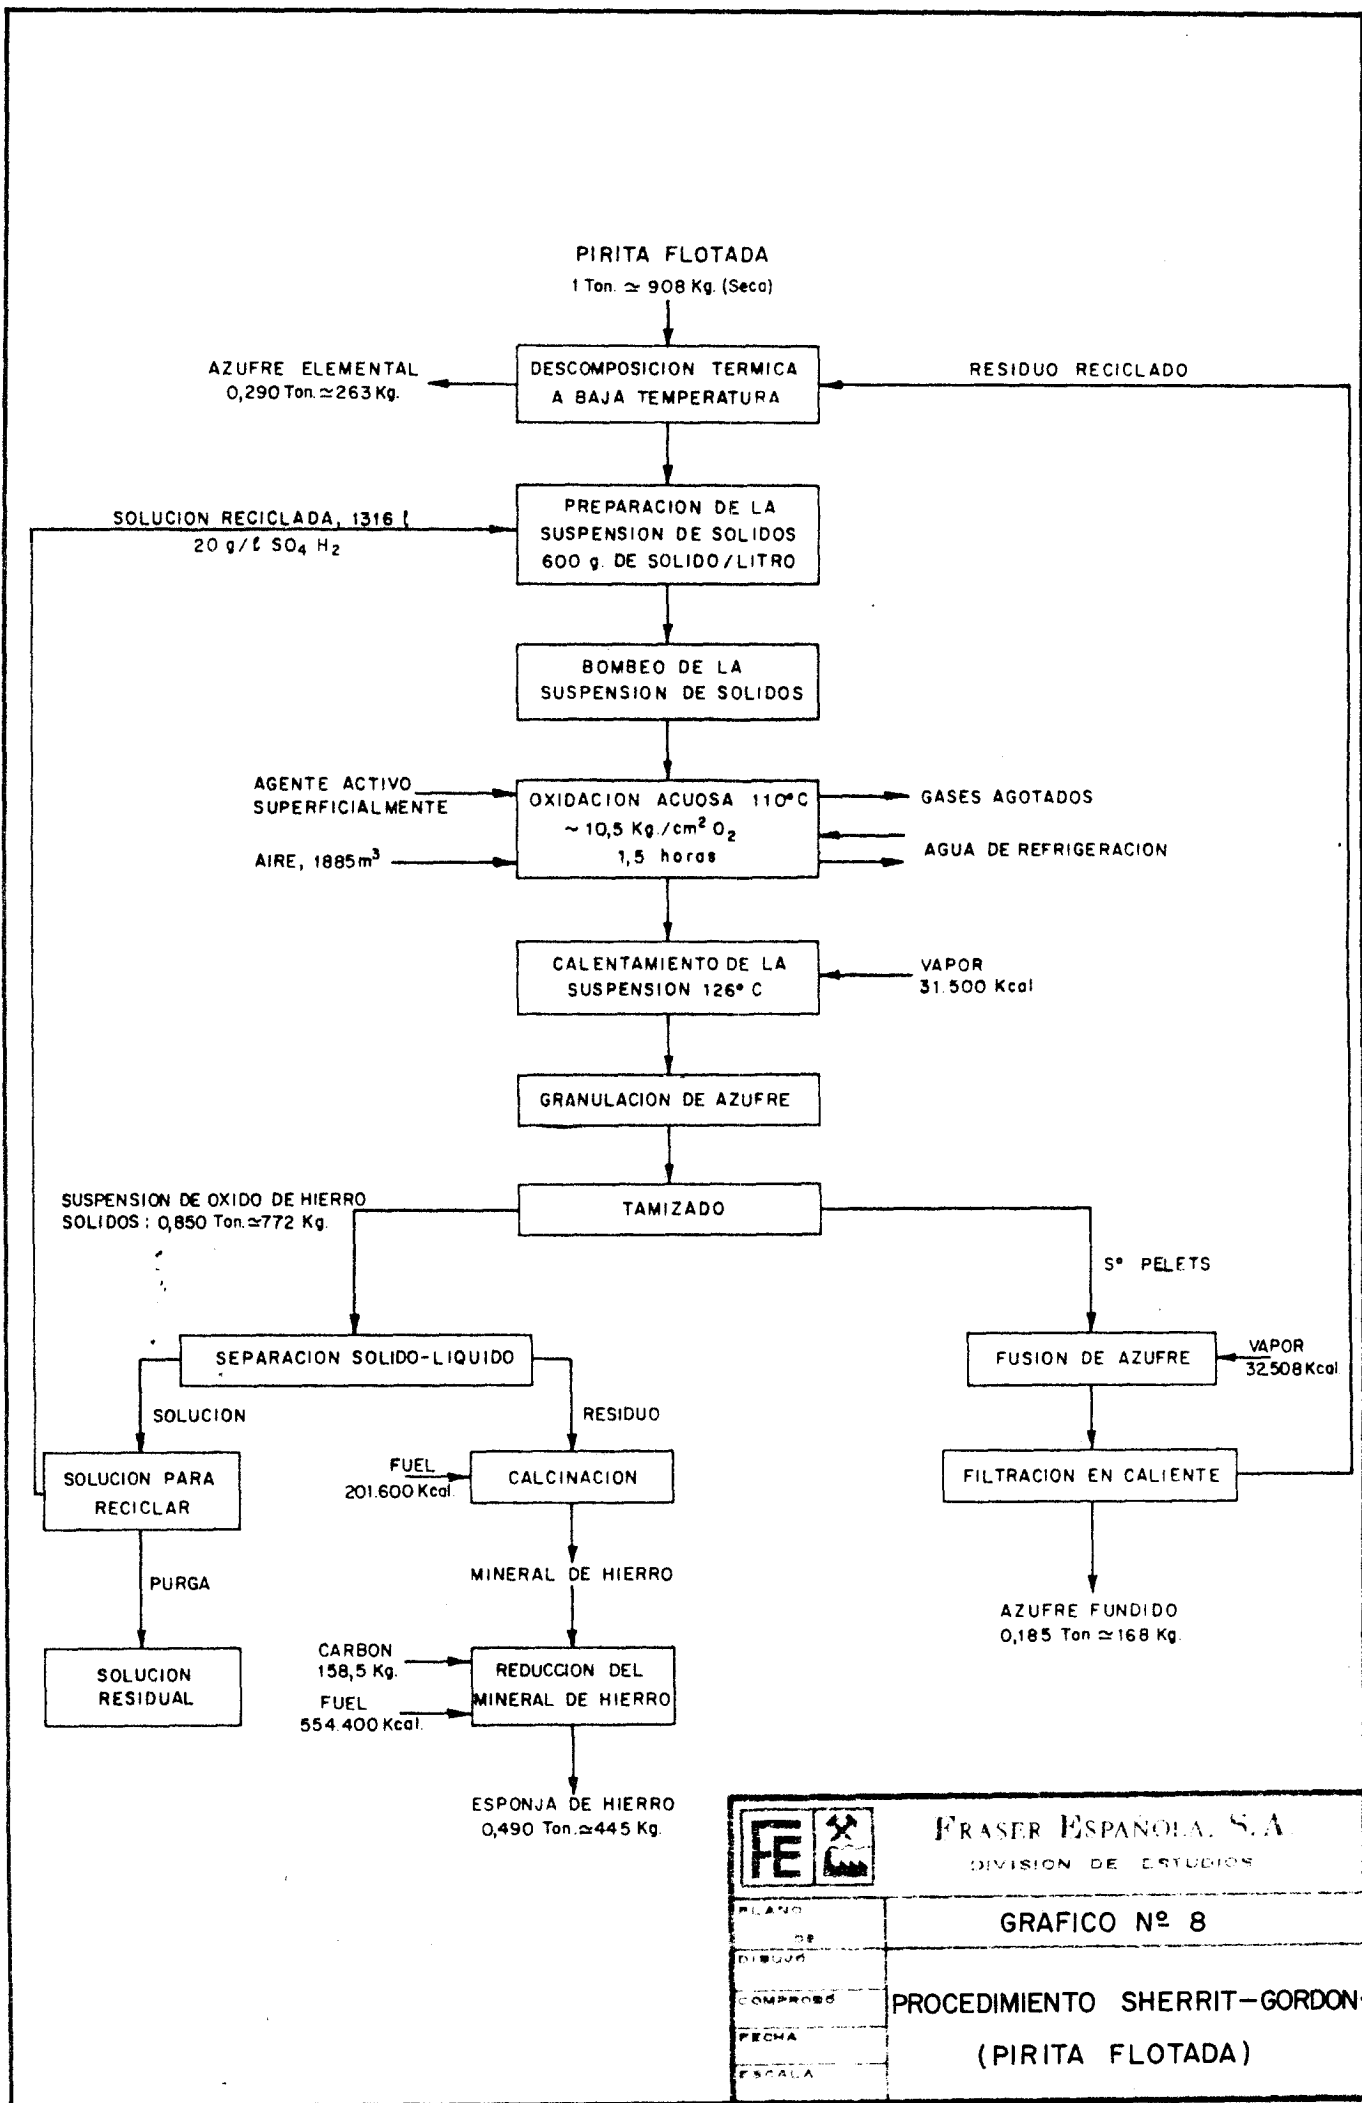 PIRITA FLOTADA
1 Ton. ≃ 908 Kg. (Seca)
AZUFRE ELEMENTAL
0,290 Ton.≃263 Kg.
DESCOMPOSICION TERMICA
A BAJA TEMPERATURA
RESIDUO RECICLADO
SOLUCION RECICLADA, 1316 ℓ
20 g/ℓ SO₄ H₂
PREPARACION DE LA
SUSPENSION DE SOLIDOS
600 g. DE SOLIDO/LITRO
BOMBEO DE LA
SUSPENSION DE SOLIDOS
AGENTE ACTIVO
SUPERFICIALMENTE
AIRE, 1885m³
OXIDACION ACUOSA 110°C
~ 10,5 Kg./cm² O₂
1,5 horas
GASES AGOTADOS
AGUA DE REFRIGERACION
CALENTAMIENTO DE LA
SUSPENSION 126° C
VAPOR
31.500 Kcal
GRANULACION DE AZUFRE
TAMIZADO
SUSPENSION DE OXIDO DE HIERRO
SOLIDOS : 0,850 Ton.≃772 Kg.
S° PELETS
SEPARACION SOLIDO-LIQUIDO
FUSION DE AZUFRE
VAPOR
32.508 Kcal.
SOLUCION
RESIDUO
SOLUCION PARA
RECICLAR
FUEL
201.600 Kcal.
CALCINACION
FILTRACION EN CALIENTE
PURGA
MINERAL DE HIERRO
AZUFRE FUNDIDO
0,185 Ton ≃ 168 Kg.
SOLUCION
RESIDUAL
CARBON
158,5 Kg.
FUEL
554.400 Kcal.
REDUCCION DEL
MINERAL DE HIERRO
ESPONJA DE HIERRO
0,490 Ton.≃445 Kg.
FE
FRASER ESPAÑOLA, S.A.
DIVISION DE ESTUDIOS
PLANO
DE
DIBUJO
COMPROBO
FECHA
ESCALA
GRAFICO Nº 8
PROCEDIMIENTO SHERRIT-GORDON
(PIRITA FLOTADA)